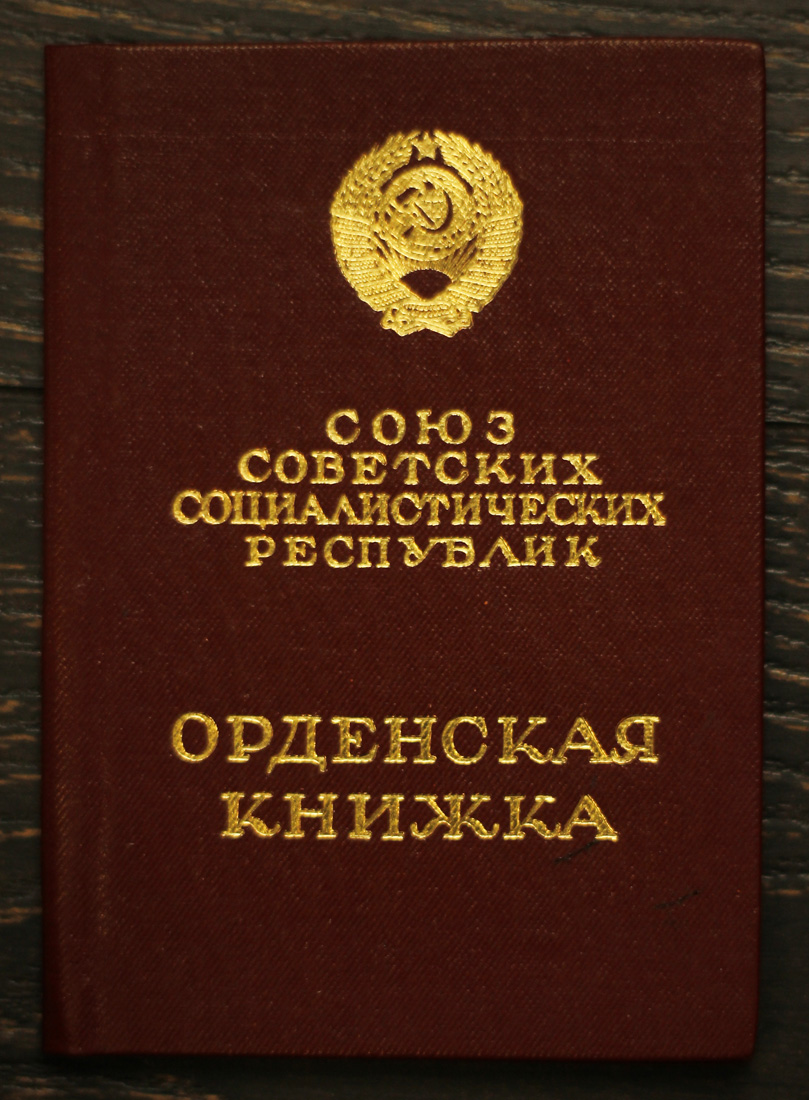 СОЮЗ
СОВЕТСКИХ
СОЦИАЛИСТИЧЕСКИХ
РЕСПУБЛИК
ОРДЕНСКАЯ
КНИЖКА